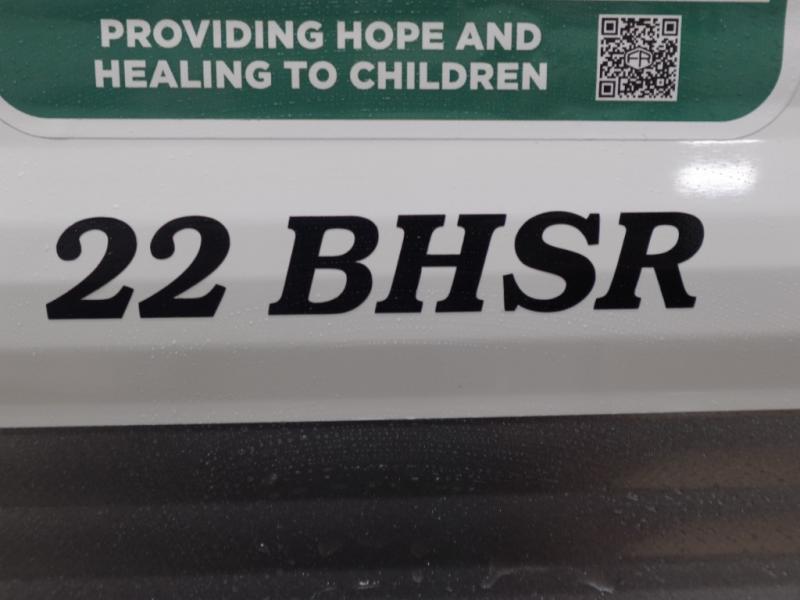 PROVIDING HOPE AND
HEALING TO CHILDREN
22 BHSR